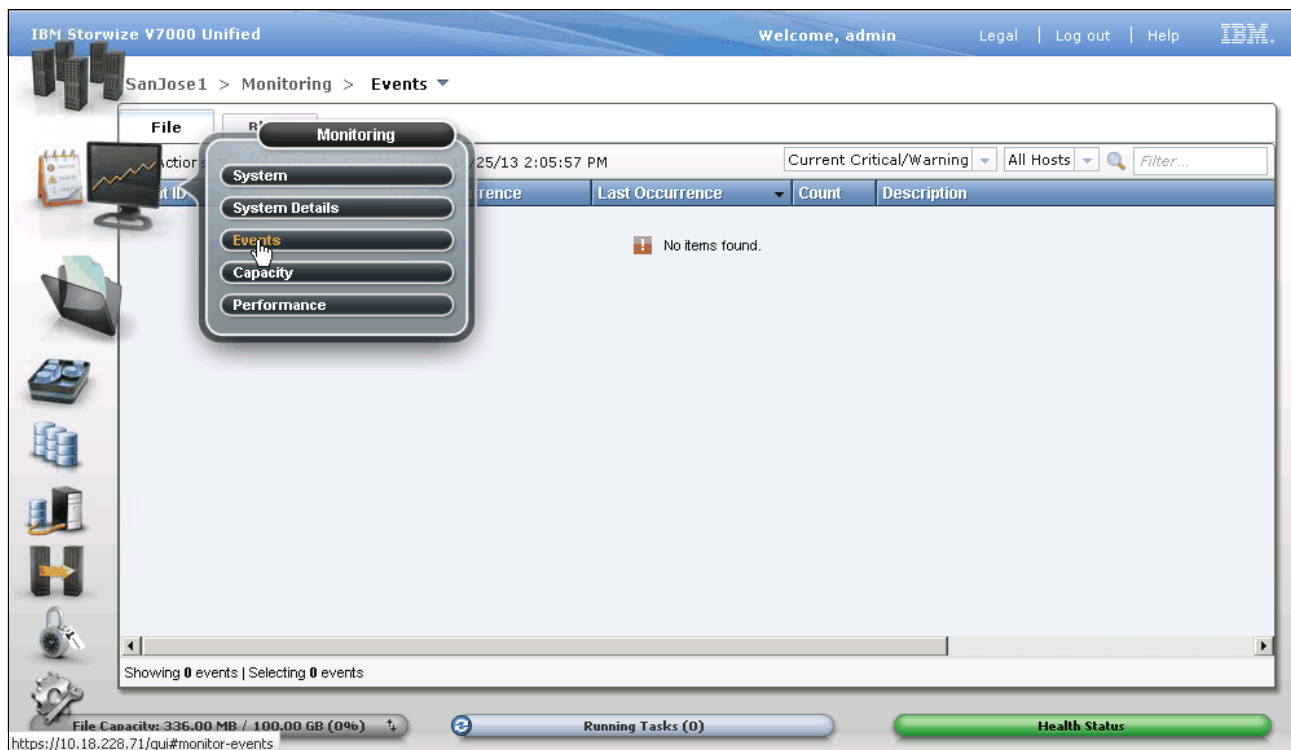 IBM Storwize V7000 Unified
Welcome, admin
Legal | Log out | Help
IBM.
SanJose1 > Monitoring > Events
File
Monitoring
25/13 2:05:57 PM
Current Critical/Warning
All Hosts
Filter...
ID
Last Occurrence
Count
Description
System
System Details
Events
Capacity
Performance
No items found.
Showing 0 events | Selecting 0 events
File Capacity: 336.00 MB / 100.00 GB (0%)
Running Tasks (0)
Health Status
https://10.18.228.71/gui#monitor-events